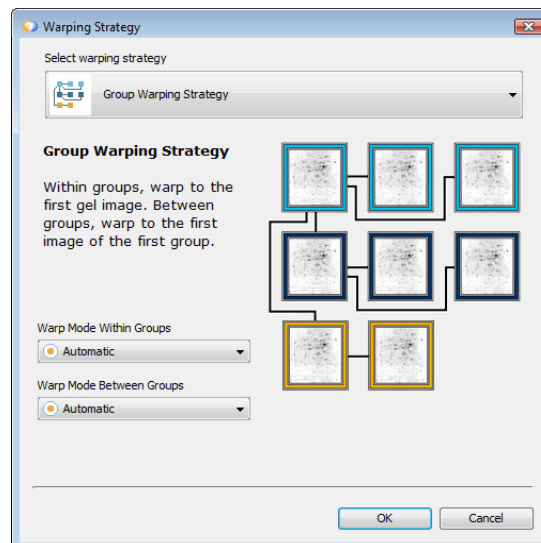 Warping Strategy
Select warping strategy
Group Warping Strategy
Group Warping Strategy
Within groups, warp to the
first gel image. Between
groups, warp to the first
image of the first group.
Warp Mode Within Groups
Automatic
Warp Mode Between Groups
Automatic
OK
Cancel